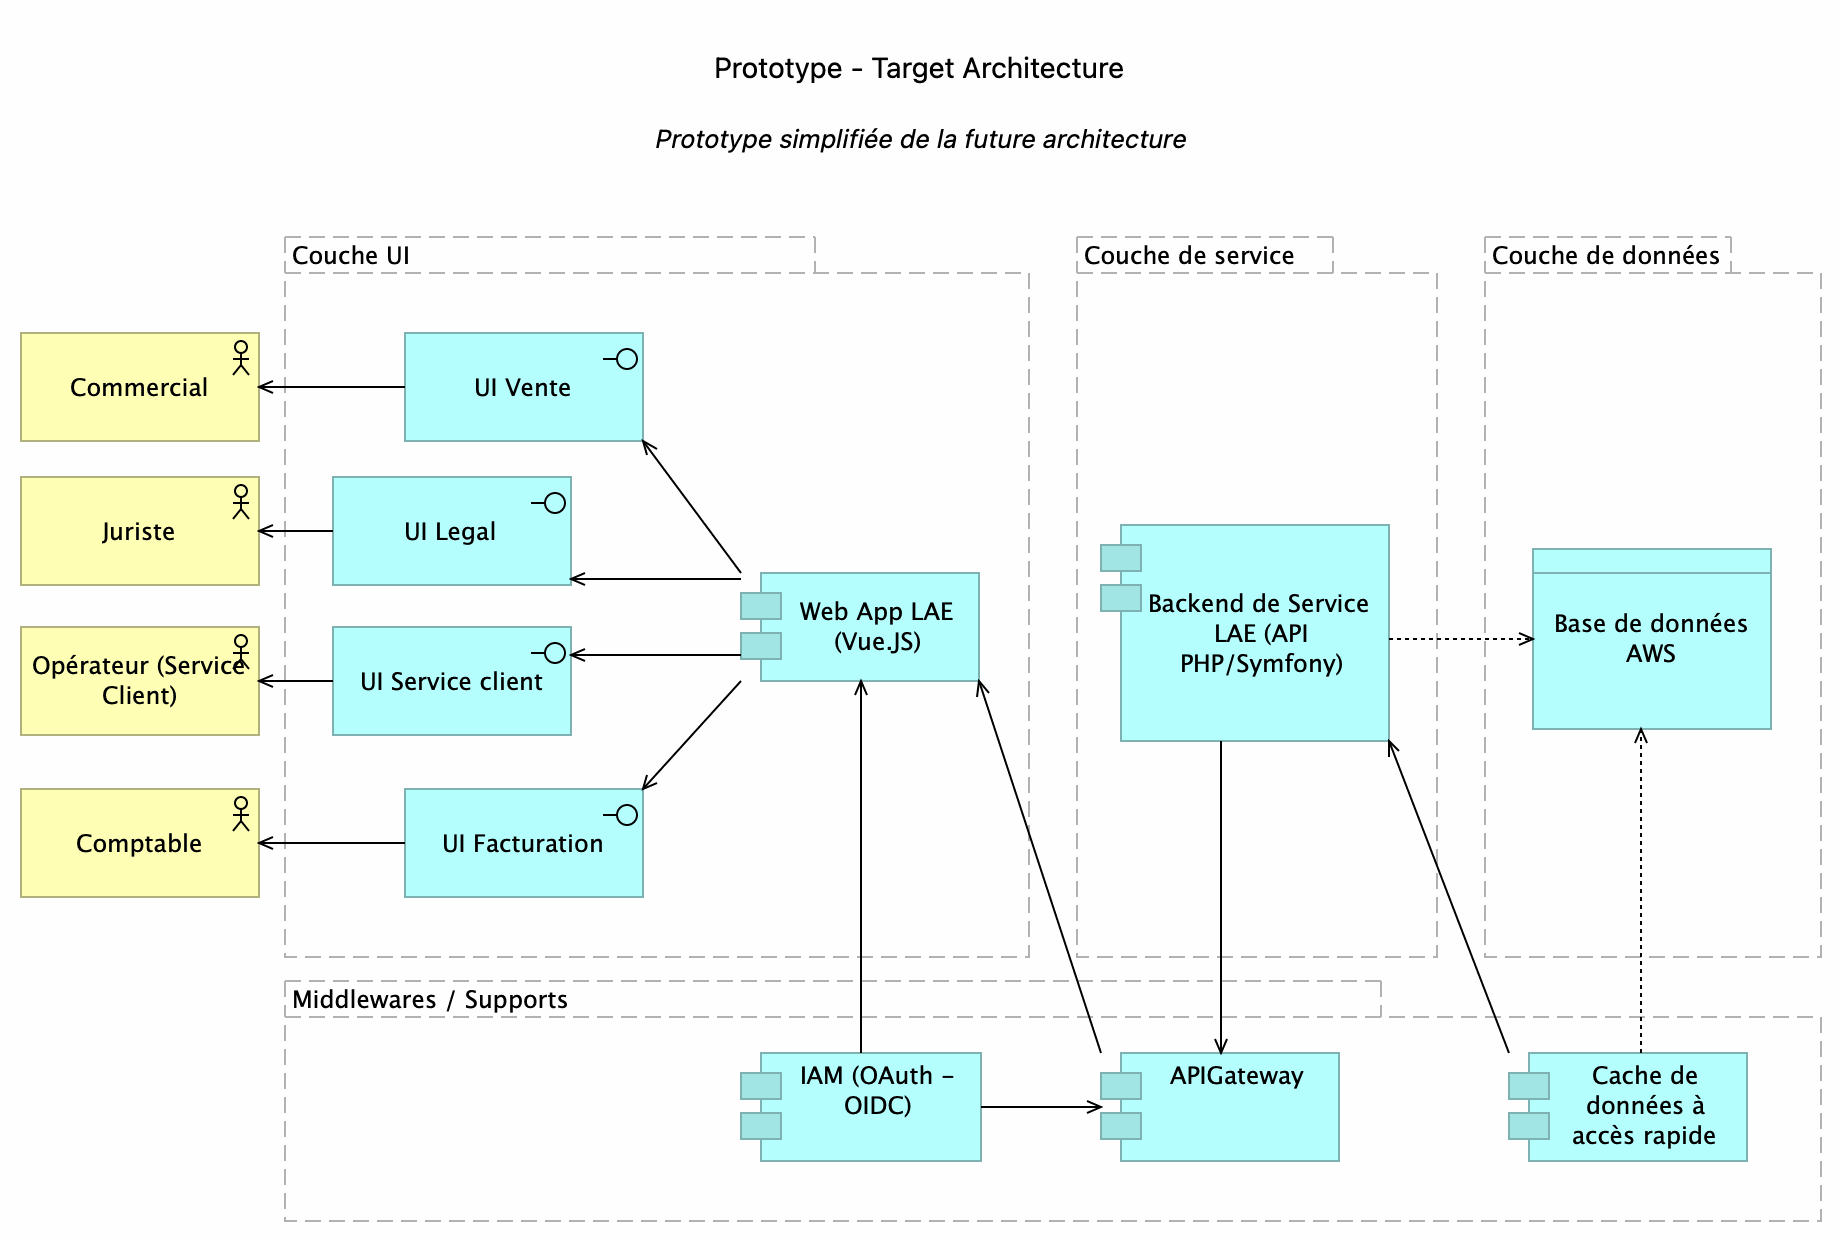 Prototype - Target Architecture
Prototype simplifiée de la future architecture
Couche UI
Couche de service
Couche de données
Commercial
UI Vente
Juriste
UI Legal
Opérateur (Service
Client)
UI Service client
Web App LAE
(Vue.JS)
Backend de Service
LAE (API
PHP/Symfony)
Base de données
AWS
Comptable
UI Facturation
Middlewares / Supports
IAM (OAuth -
OIDC)
APIGateway
Cache de
données à
accès rapide